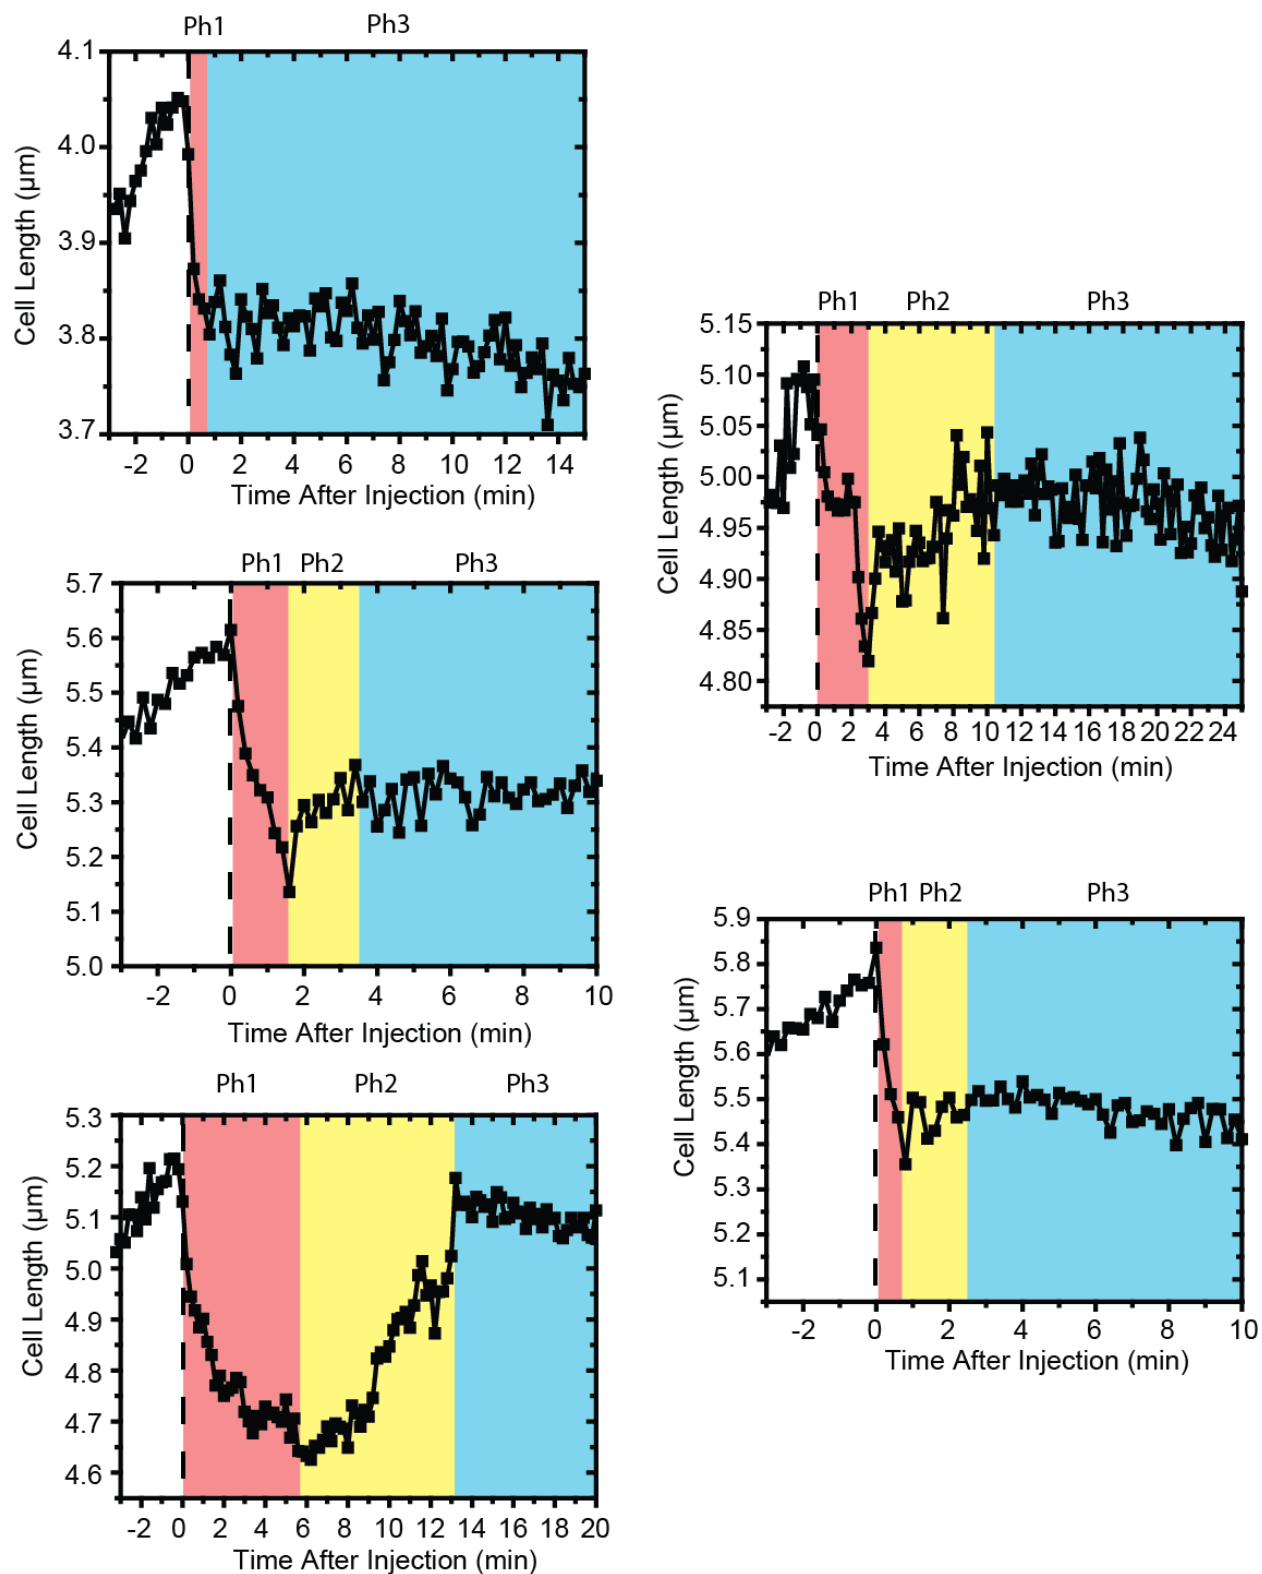 Ph1 Ph3
4.1
4.0
3.9
3.8
3.7
Cell Length (µm)
-2 0 2 4 6 8 10 12 14
Time After Injection (min)
Ph1 Ph2 Ph3
5.15
5.10
5.05
5.00
4.95
4.90
4.85
4.80
Cell Length (µm)
-2 0 2 4 6 8 10 12 14 16 18 20 22 24
Time After Injection (min)
Ph1 Ph2 Ph3
5.7
5.6
5.5
5.4
5.3
5.2
5.1
5.0
Cell Length (µm)
-2 0 2 4 6 8 10
Time After Injection (min)
Ph1 Ph2 Ph3
5.9
5.8
5.7
5.6
5.5
5.4
5.3
5.2
5.1
Cell Length (µm)
-2 0 2 4 6 8 10
Time After Injection (min)
Ph1 Ph2 Ph3
5.3
5.2
5.1
5.0
4.9
4.8
4.7
4.6
Cell Length (µm)
-2 0 2 4 6 8 10 12 14 16 18 20
Time After Injection (min)